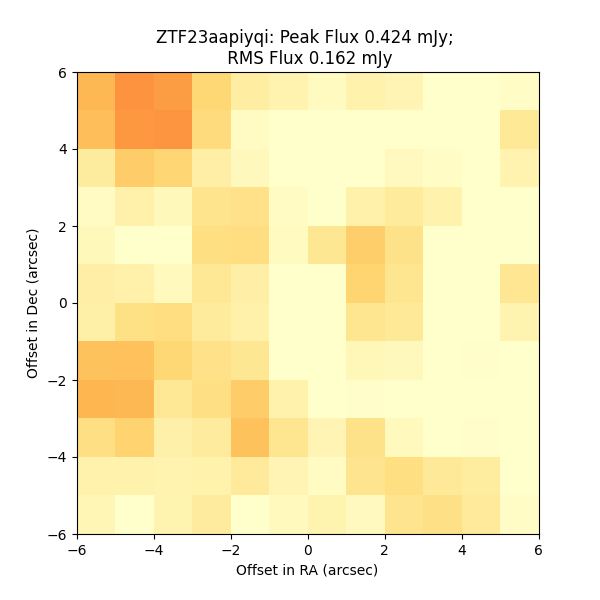 ZTF23aapiyqi: Peak Flux 0.424 mJy;
RMS Flux 0.162 mJy
6
4
2
0
−2
−4
−6
Offset in Dec (arcsec)
−6 −4 −2 0 2 4 6
Offset in RA (arcsec)